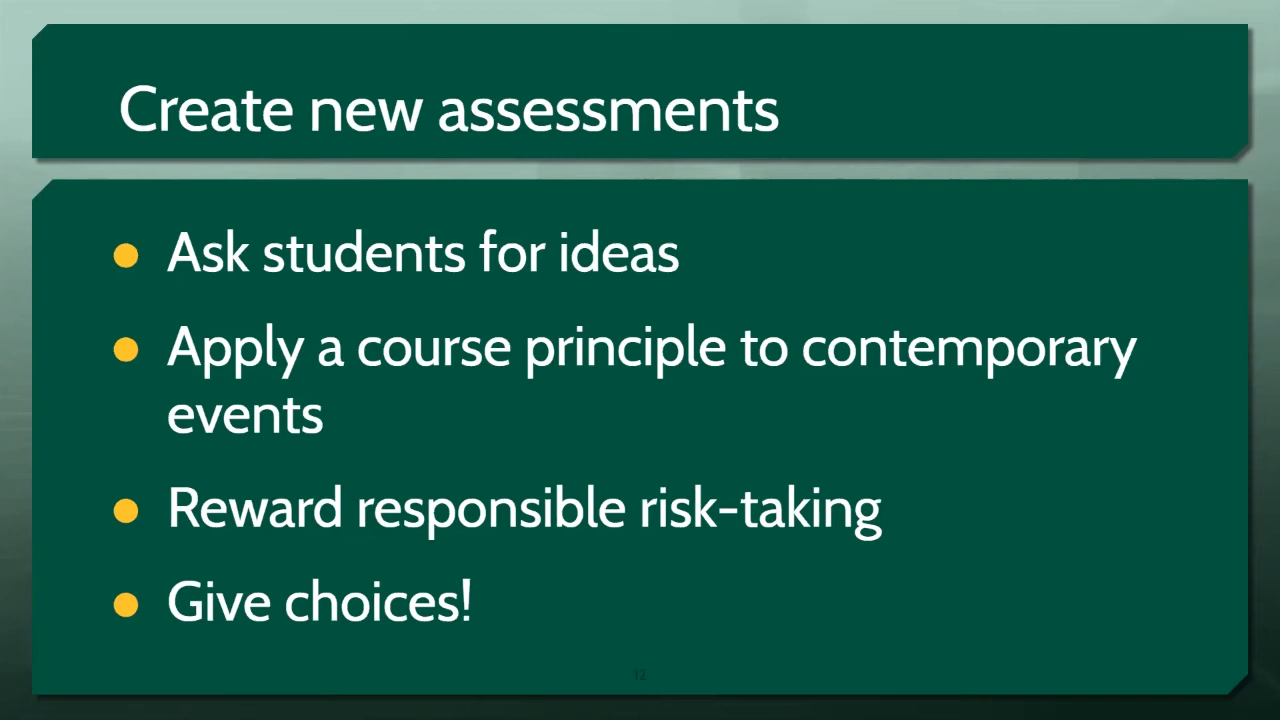 Create new assessments
Ask students for ideas
Apply a course principle to contemporary
events
Reward responsible risk-taking
Give choices!
12